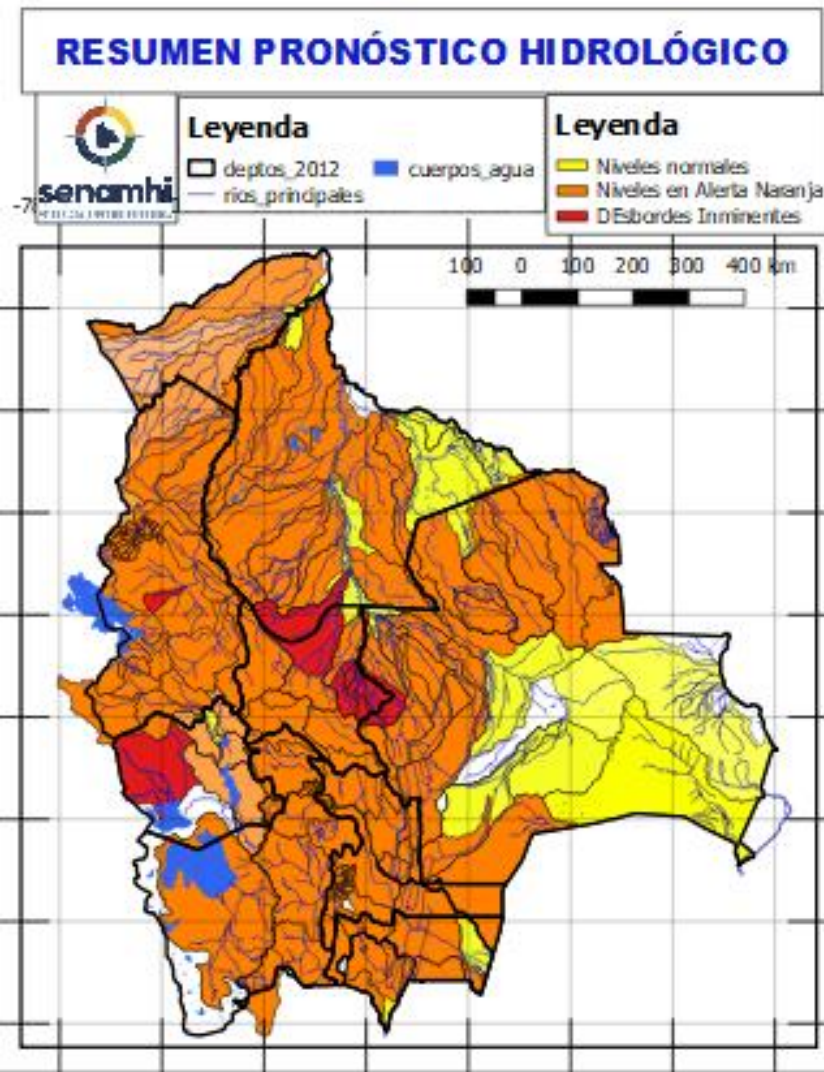 RESUMEN PRONÓSTICO HIDROLÓGICO
senamhi
Leyenda
deptos_2012
cuerpos_agua
rios_principales
Leyenda
Niveles normales
Niveles en Alerta Naranja
DEsbordes Inminentes
100 0 100 200 300 400 km